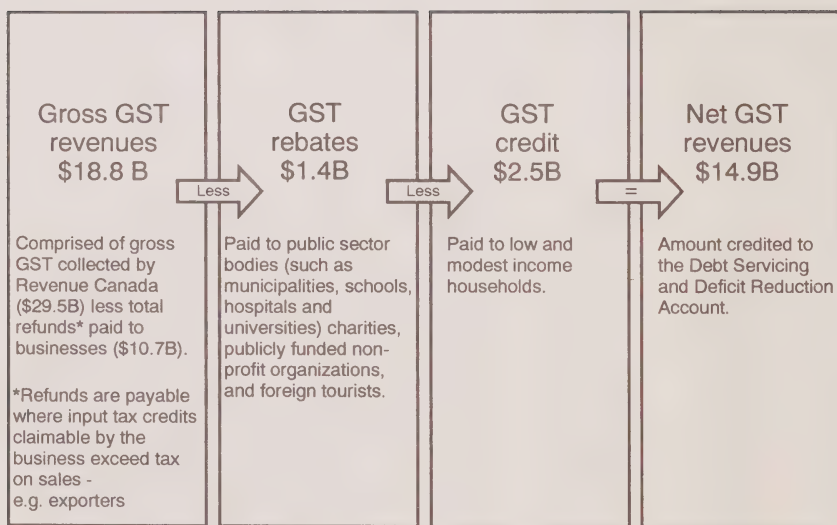 Gross GST
revenues
$18.8 B
Less
Comprised of gross
GST collected by
Revenue Canada
($29.5B) less total
refunds* paid to
businesses ($10.7B).
*Refunds are payable
where input tax credits
claimable by the
business exceed tax
on sales -
e.g. exporters
GST
rebates
$1.4B
Less
Paid to public sector
bodies (such as
municipalities, schools,
hospitals and
universities) charities,
publicly funded non-
profit organizations,
and foreign tourists.
GST
credit
$2.5B
=
Paid to low and
modest income
households.
Net GST
revenues
$14.9B
Amount credited to
the Debt Servicing
and Deficit Reduction
Account.